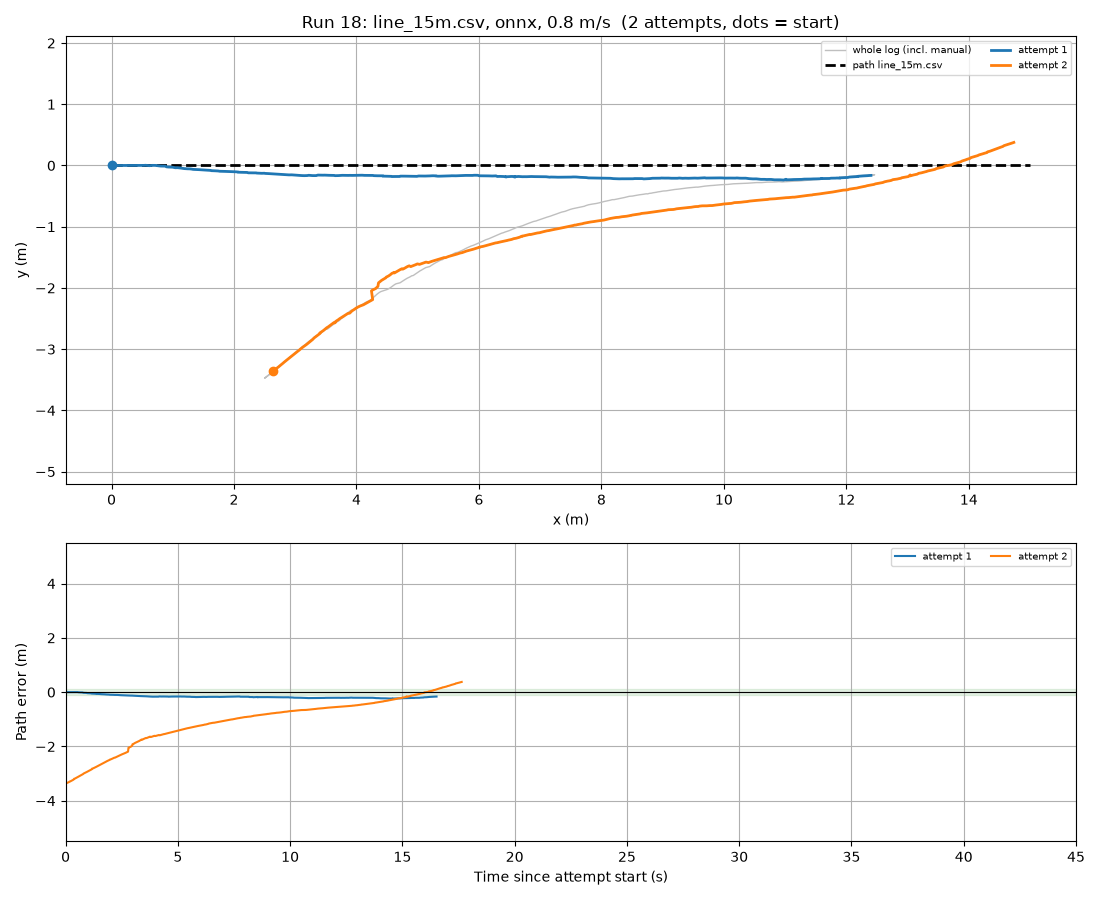 Run 18: line_15m.csv, onnx, 0.8 m/s  (2 attempts, dots = start)
whole log (incl. manual)
path line_15m.csv
attempt 1
attempt 2
y (m)
2
1
0
−1
−2
−3
−4
−5
0 2 4 6 8 10 12 14
x (m)
attempt 1 attempt 2
Path error (m)
4
2
0
−2
−4
0 5 10 15 20 25 30 35 40 45
Time since attempt start (s)